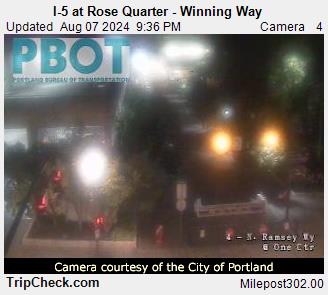 I-5 at Rose Quarter - Winning Way
Updated Aug 07 2024 9:36 PM Camera 4
PBOT
PORTLAND BUREAU OF TRANSPORTATION
4 - N. Ramsey Wy
@ One Ctr
Camera courtesy of the City of Portland
TripCheck.com Milepost302.00